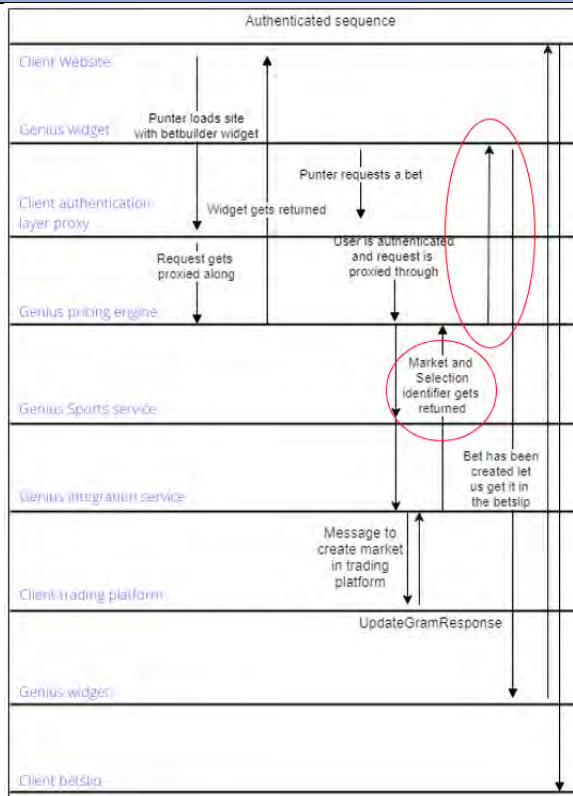 Authenticated sequence
Client Website
Punter loads site
with betbuilder widget
Genius widget
Punter requests a bet
Client authentication
layer proxy
Widget gets returned
User is authenticated
and request is
proxied through
Request gets
proxied along
Genius pricing engine
Market and
Selection
identifier gets
returned
Genius Sports service
Bet has been
created let
us get it in
the betslip
Genius integration service
Message to
create market
in trading
platform
Client trading platform
UpdateGramResponse
Genius widget
Client betslip